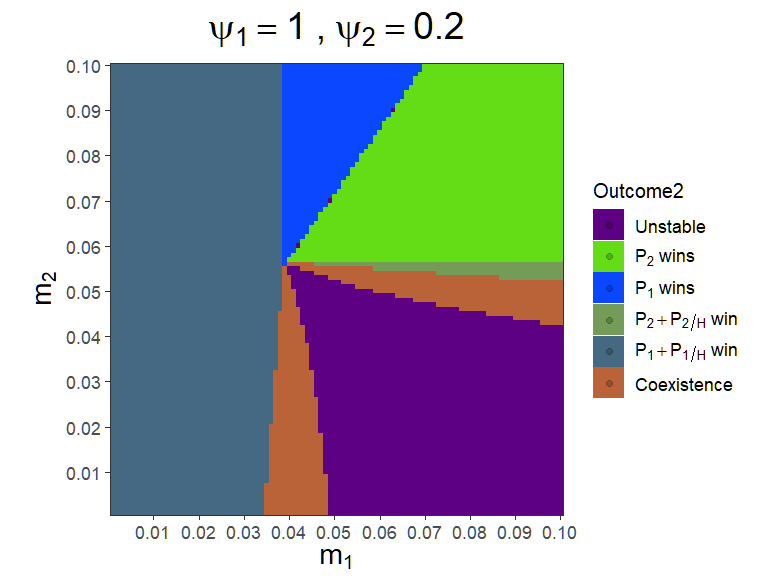 ψ₁ = 1 , ψ₂ = 0.2
0.10
0.09
0.08
0.07
0.06
0.05
0.04
0.03
0.02
0.01
m₂
0.01 0.02 0.03 0.04 0.05 0.06 0.07 0.08 0.09 0.10
m₁
Outcome2
Unstable
P₂ wins
P₁ wins
P₂+P₂/H win
P₁+P₁/H win
Coexistence